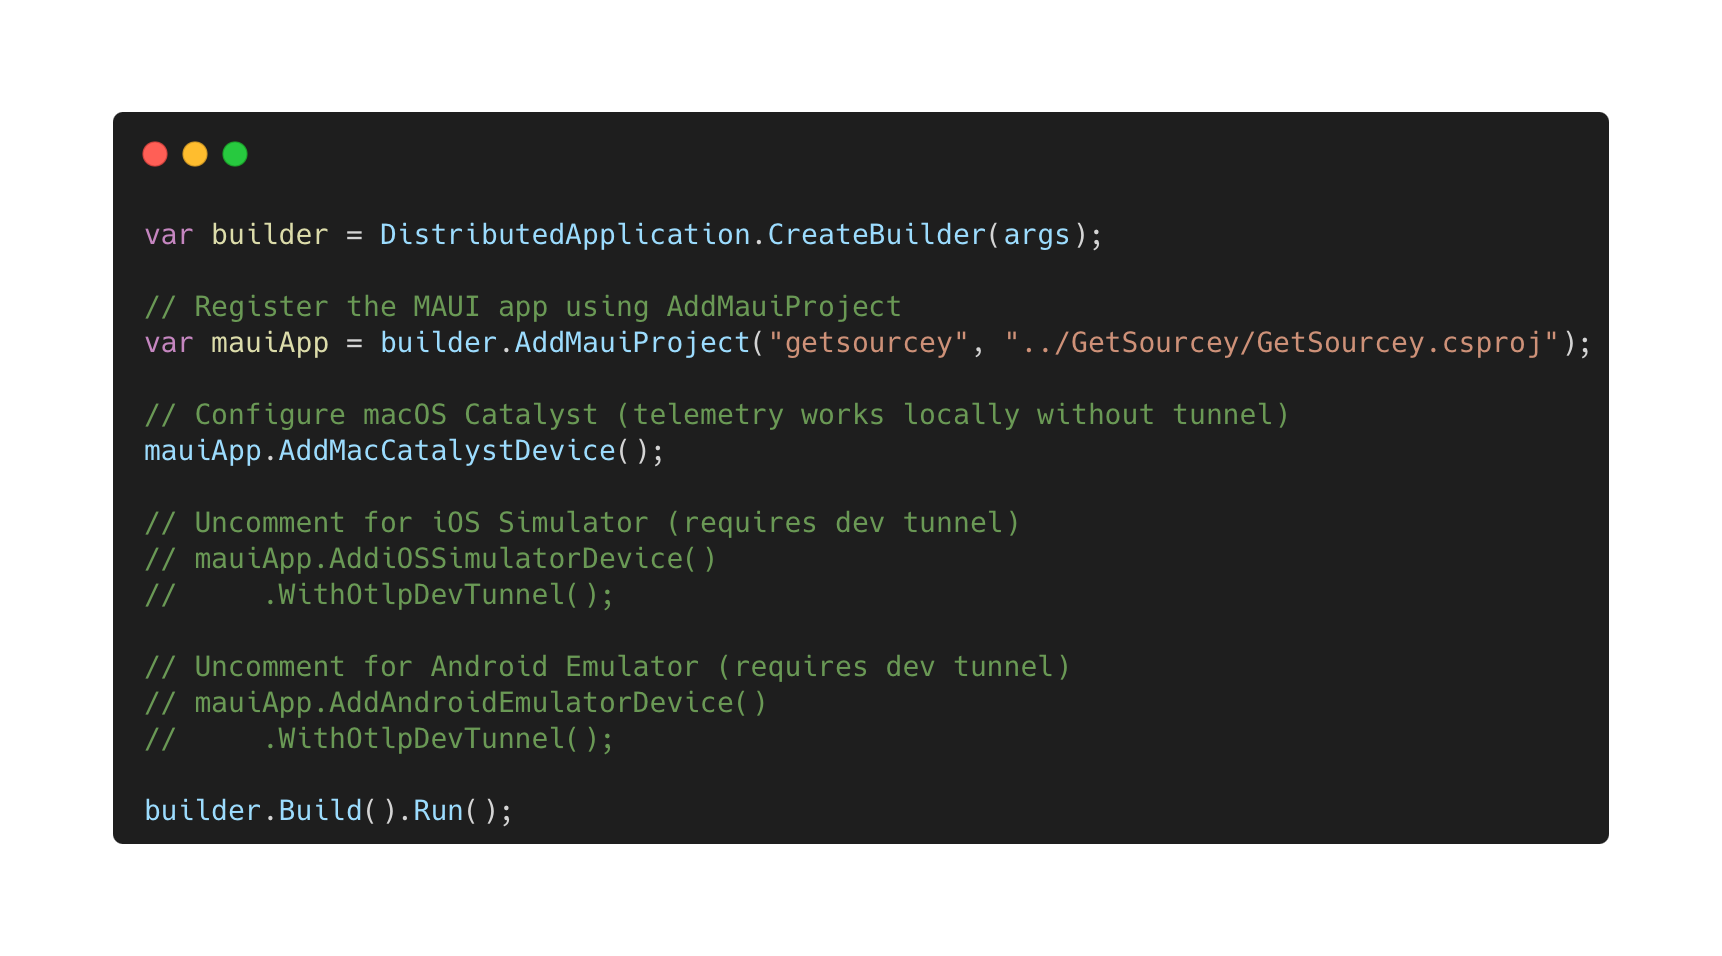 var builder = DistributedApplication.CreateBuilder(args);

// Register the MAUI app using AddMauiProject
var mauiApp = builder.AddMauiProject("getsourcey", "../GetSourcey/GetSourcey.csproj");

// Configure macOS Catalyst (telemetry works locally without tunnel)
mauiApp.AddMacCatalystDevice();

// Uncomment for iOS Simulator (requires dev tunnel)
// mauiApp.AddiOSSimulatorDevice()
//     .WithOtlpDevTunnel();

// Uncomment for Android Emulator (requires dev tunnel)
// mauiApp.AddAndroidEmulatorDevice()
//     .WithOtlpDevTunnel();

builder.Build().Run();